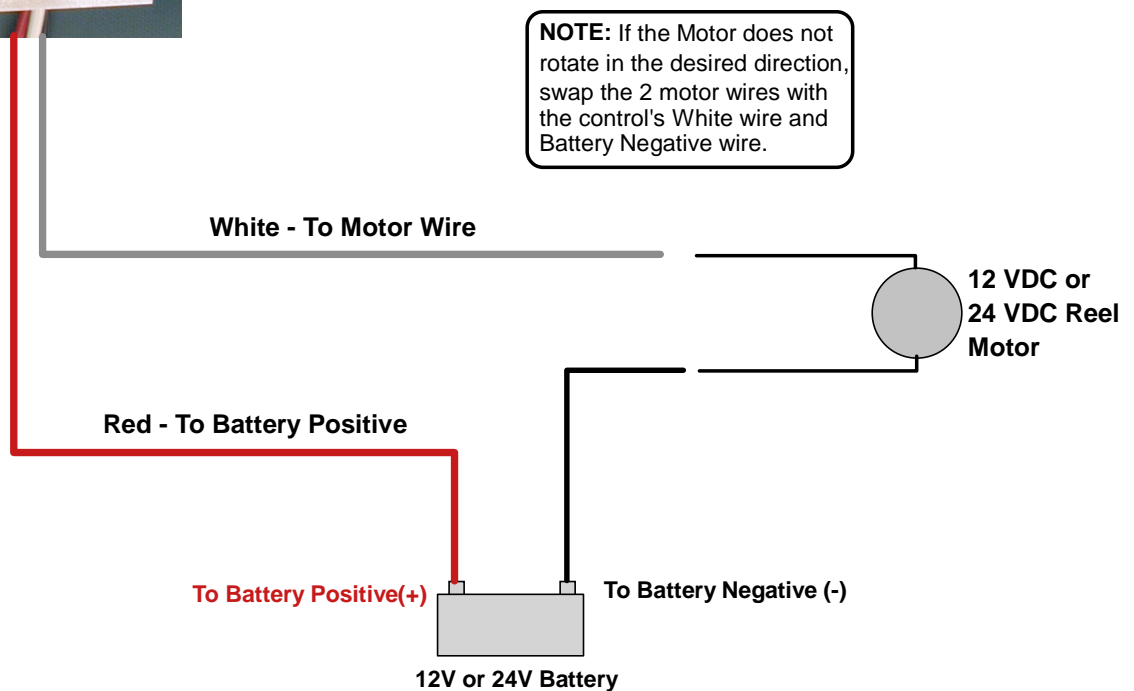 NOTE: If the Motor does not
rotate in the desired direction,
swap the 2 motor wires with
the control's White wire and
Battery Negative wire.
White - To Motor Wire
12 VDC or
24 VDC Reel
Motor
Red - To Battery Positive
To Battery Positive(+)
To Battery Negative (-)
12V or 24V Battery